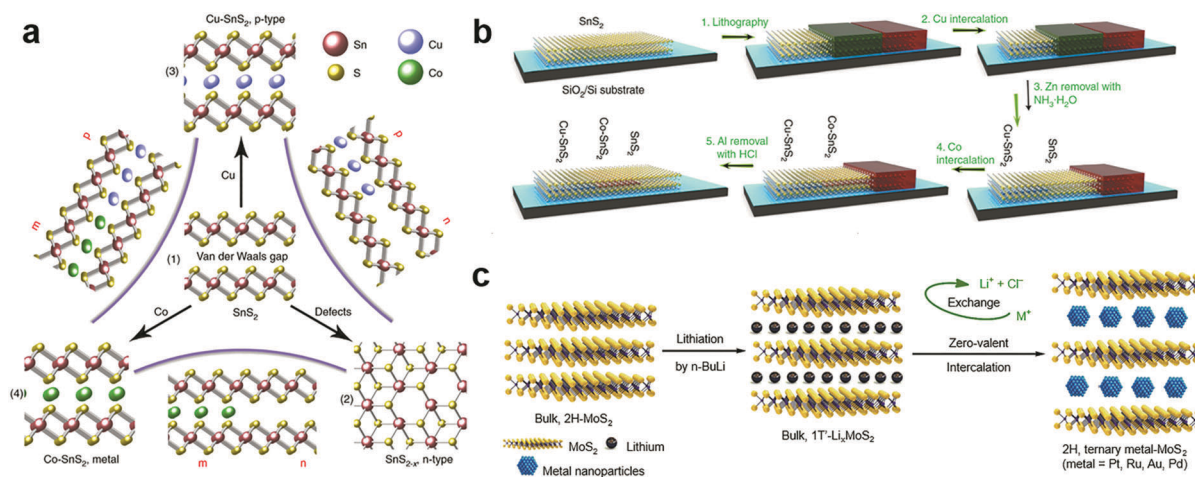 a
Cu-SnS₂, p-type
Sn
Cu
S
Co
(3)
p
m
Cu
p
n
Van der Waals gap
(1)
SnS₂
Co
Defects
(4))
(2)
Co-SnS₂, metal
m
n
SnS₂₋ₓ, n-type
b
SnS₂
SiO₂/Si substrate
1. Lithography
2. Cu intercalation
3. Zn removal with
NH₃·H₂O
Cu-SnS₂
SnS₂
4. Co
intercalation
Cu-SnS₂
Co-SnS₂
5. Al removal
with HCl
Cu-SnS₂
Co-SnS₂
SnS₂
c
Bulk, 2H-MoS₂
Lithiation
by n-BuLi
Bulk, 1T'-LiₓMoS₂
Li⁺ + Cl⁻
Exchange
M⁺
Zero-valent
Intercalation
2H, ternary metal-MoS₂
(metal = Pt, Ru, Au, Pd)
MoS₂
Lithium
Metal nanoparticles